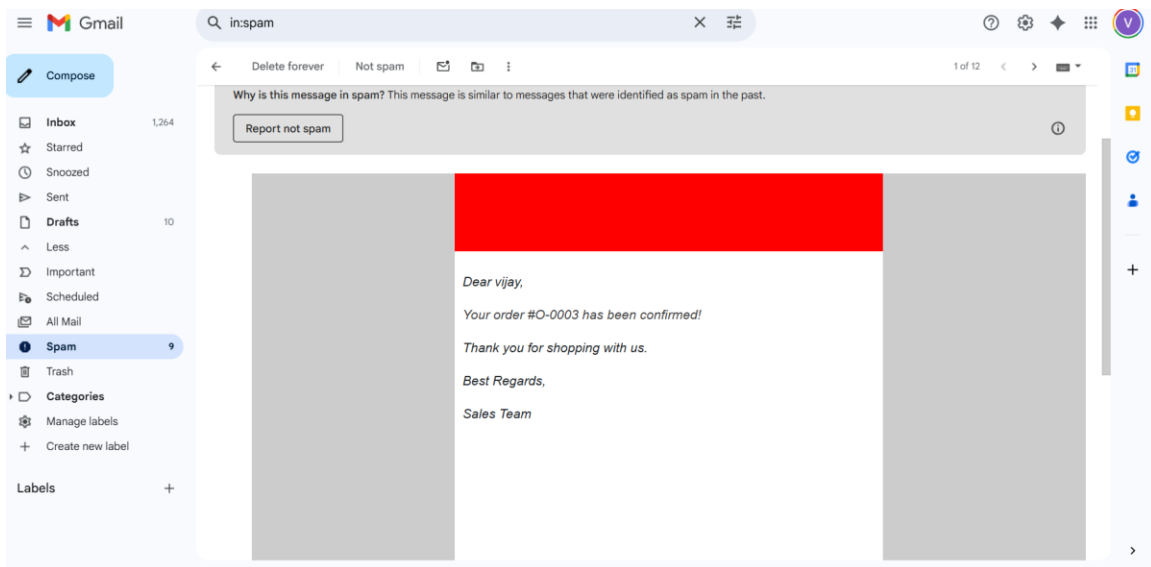 Gmail
in:spam
Compose
Delete forever
Not spam
1 of 12
31
V
Why is this message in spam? This message is similar to messages that were identified as spam in the past.
Report not spam
Inbox 1,264
Starred
Snoozed
Sent
Drafts 10
Less
Important
Scheduled
All Mail
Spam 9
Trash
Categories
Manage labels
Create new label
Labels
Dear vijay,
Your order #O-0003 has been confirmed!
Thank you for shopping with us.
Best Regards,
Sales Team